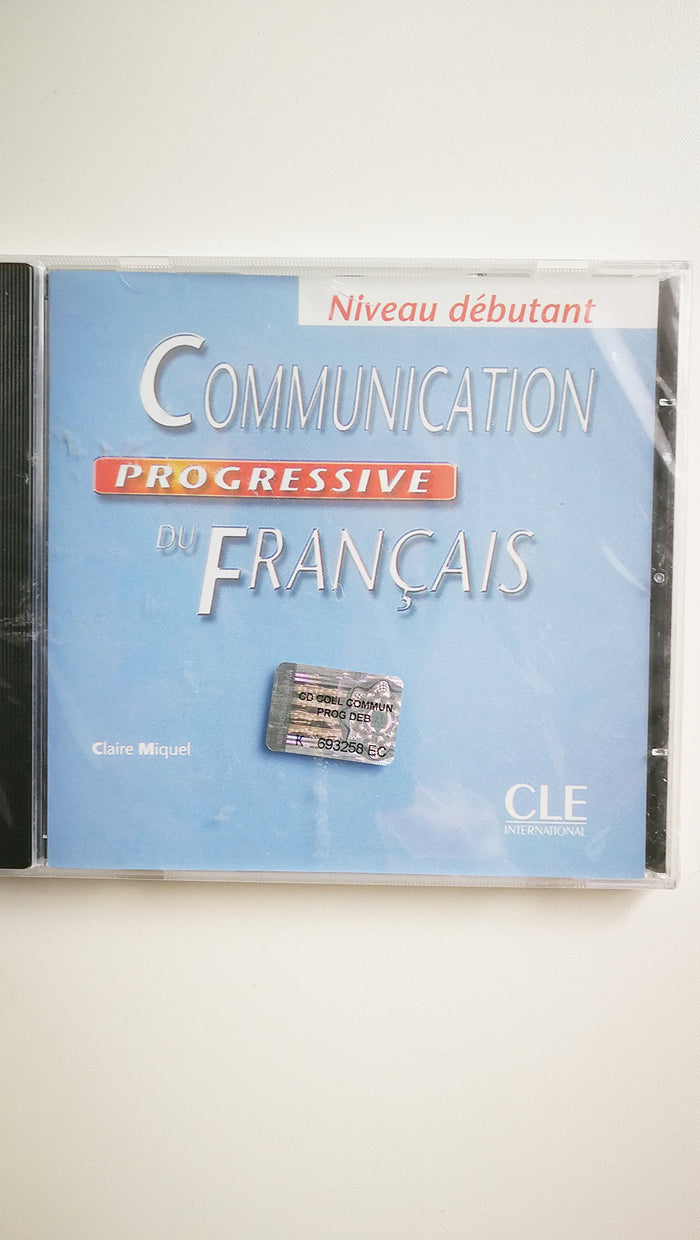 Niveau débutant
COMMUNICATION
PROGRESSIVE
DU FRANÇAIS
CD COLL COMMUN
PROG DEB
K 693258 EC
Claire Miquel
CLE
INTERNATIONAL